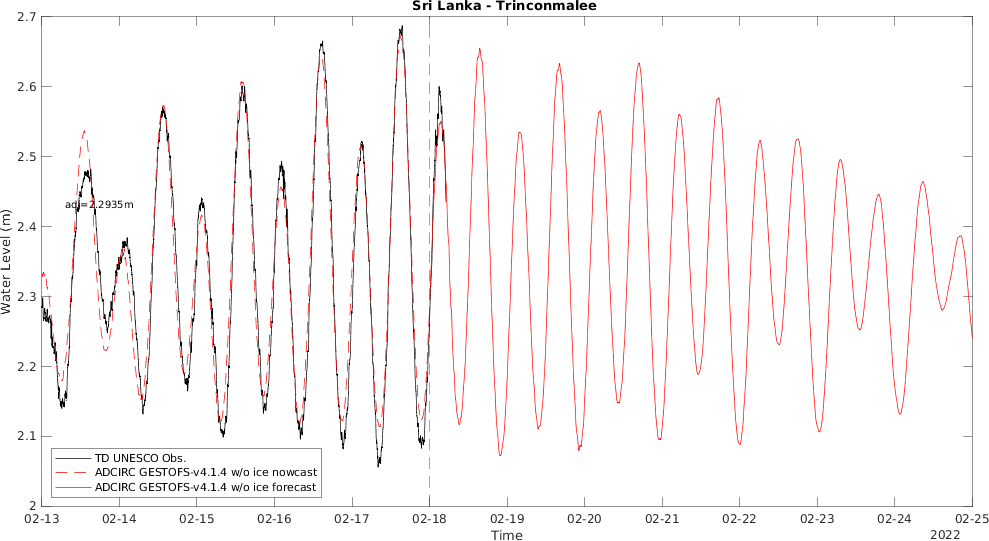 Sri Lanka - Trinconmalee
Water Level (m)
2.7
2.6
2.5
2.4
2.3
2.2
2.1
2
adj=2.2935m
TD UNESCO Obs.
ADCIRC GESTOFS-v4.1.4 w/o ice nowcast
ADCIRC GESTOFS-v4.1.4 w/o ice forecast
02-13 02-14 02-15 02-16 02-17 02-18 02-19 02-20 02-21 02-22 02-23 02-24 02-25
Time
2022